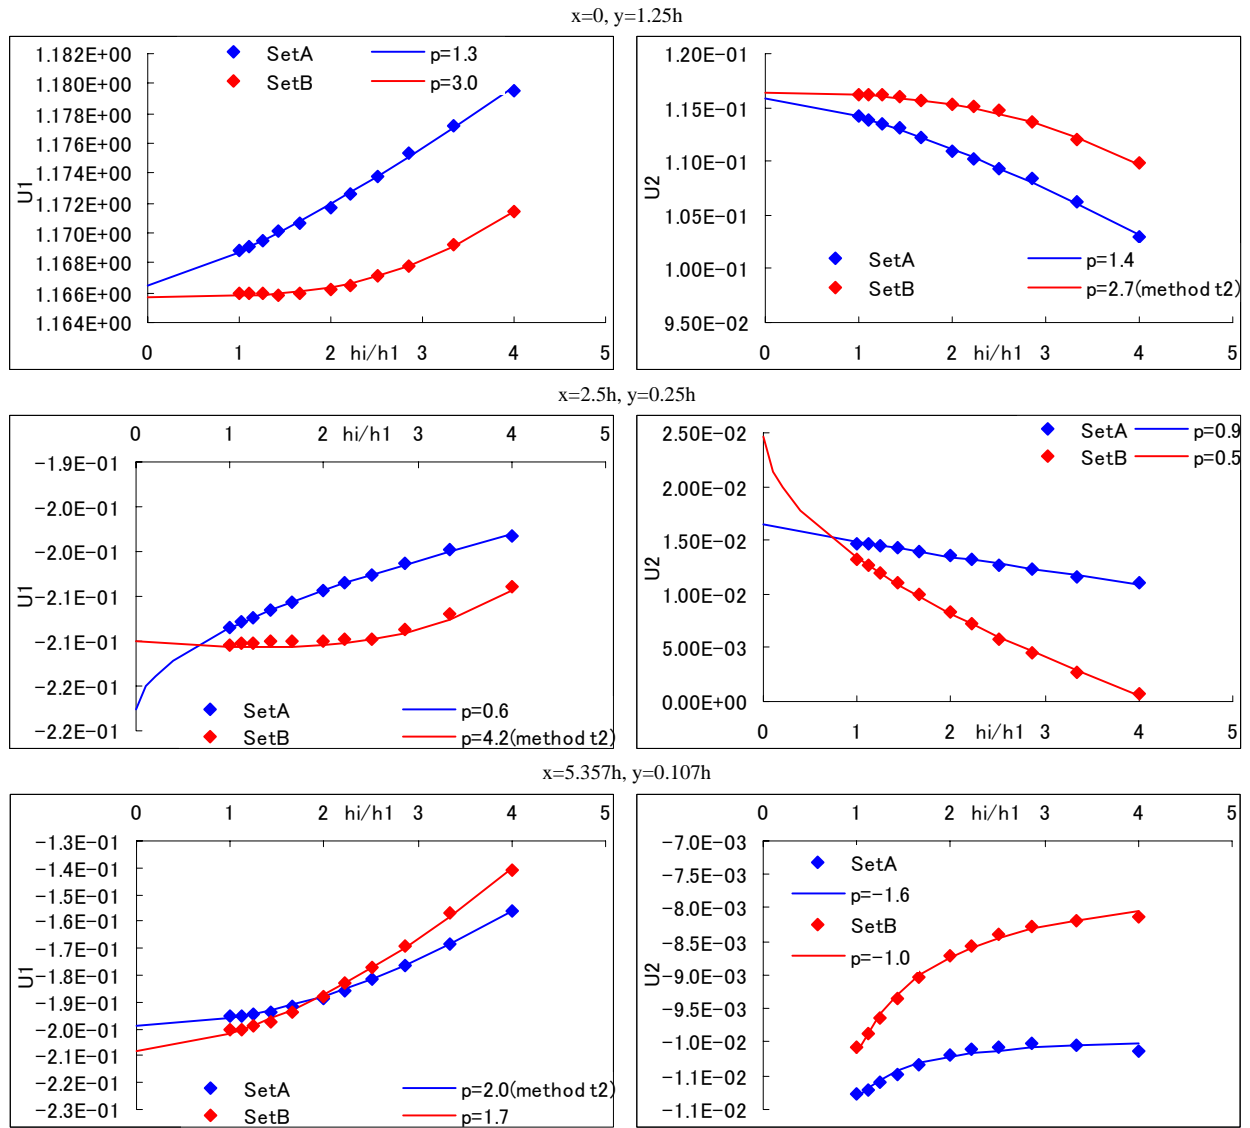 x=0, y=1.25h
1.182E+00
1.180E+00
1.178E+00
1.176E+00
1.174E+00
1.172E+00
1.170E+00
1.168E+00
1.166E+00
1.164E+00
U1
0 1 2 hi/h1 3 4 5
SetA p=1.3
SetB p=3.0
1.20E-01
1.15E-01
1.10E-01
1.05E-01
1.00E-01
9.50E-02
U2
0 1 2 hi/h1 3 4 5
SetA p=1.4
SetB p=2.7(method t2)
x=2.5h, y=0.25h
0 1 2 hi/h1 3 4 5
-1.9E-01
-2.0E-01
-2.0E-01
-2.1E-01
-2.1E-01
-2.2E-01
-2.2E-01
U1
SetA p=0.6
SetB p=4.2(method t2)
2.50E-02
2.00E-02
1.50E-02
1.00E-02
5.00E-03
0.00E+00
U2
0 1 2 hi/h1 3 4 5
SetA p=0.9
SetB p=0.5
x=5.357h, y=0.107h
0 1 2 hi/h1 3 4 5
-1.3E-01
-1.4E-01
-1.5E-01
-1.6E-01
-1.7E-01
-1.8E-01
-1.9E-01
-2.0E-01
-2.1E-01
-2.2E-01
-2.3E-01
U1
SetA p=2.0(method t2)
SetB p=1.7
0 1 2 hi/h1 3 4 5
-7.0E-03
-7.5E-03
-8.0E-03
-8.5E-03
-9.0E-03
-9.5E-03
-1.0E-02
-1.1E-02
-1.1E-02
U2
SetA
p=-1.6
SetB
p=-1.0